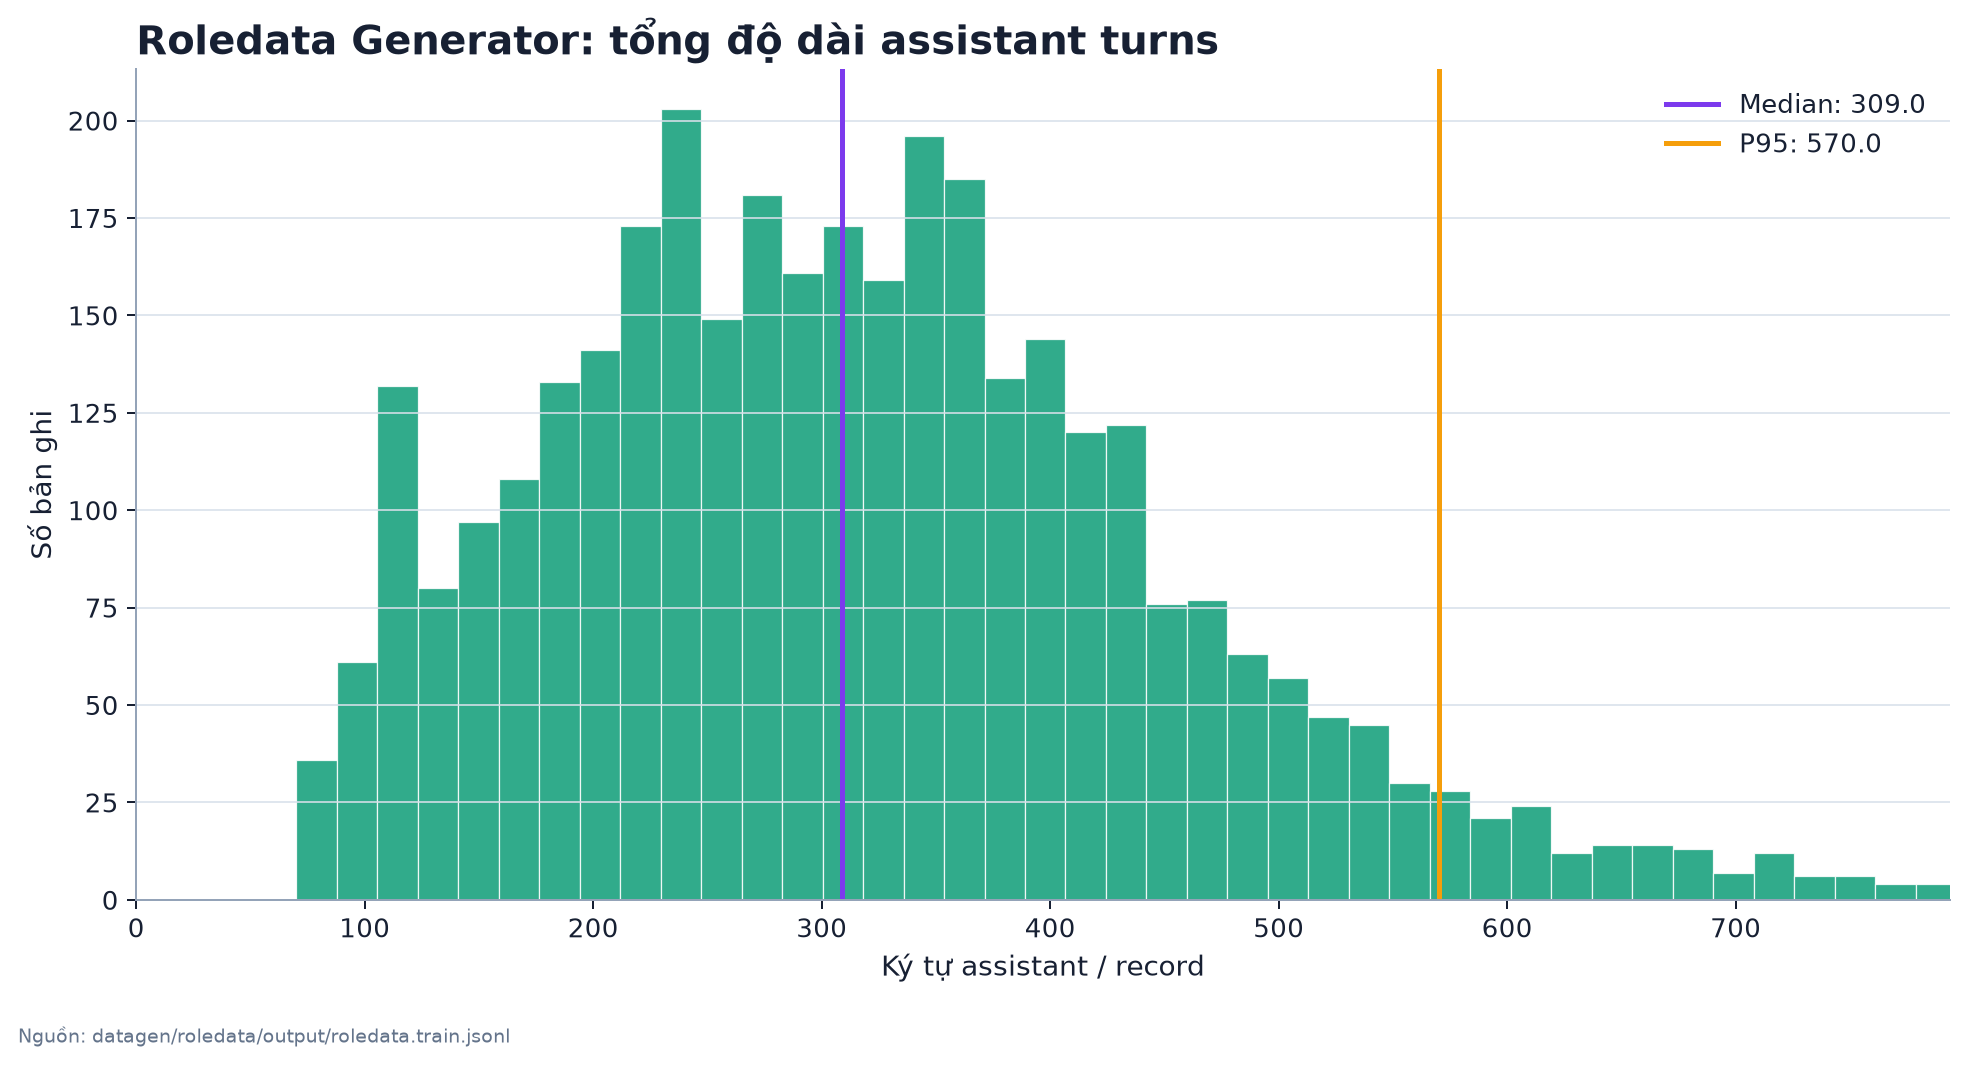 Roledata Generator: tổng độ dài assistant turns
Median: 309.0
P95: 570.0
Số bản ghi
200
175
150
125
100
75
50
25
0
0 100 200 300 400 500 600 700
Ký tự assistant / record
Nguồn: datagen/roledata/output/roledata.train.jsonl